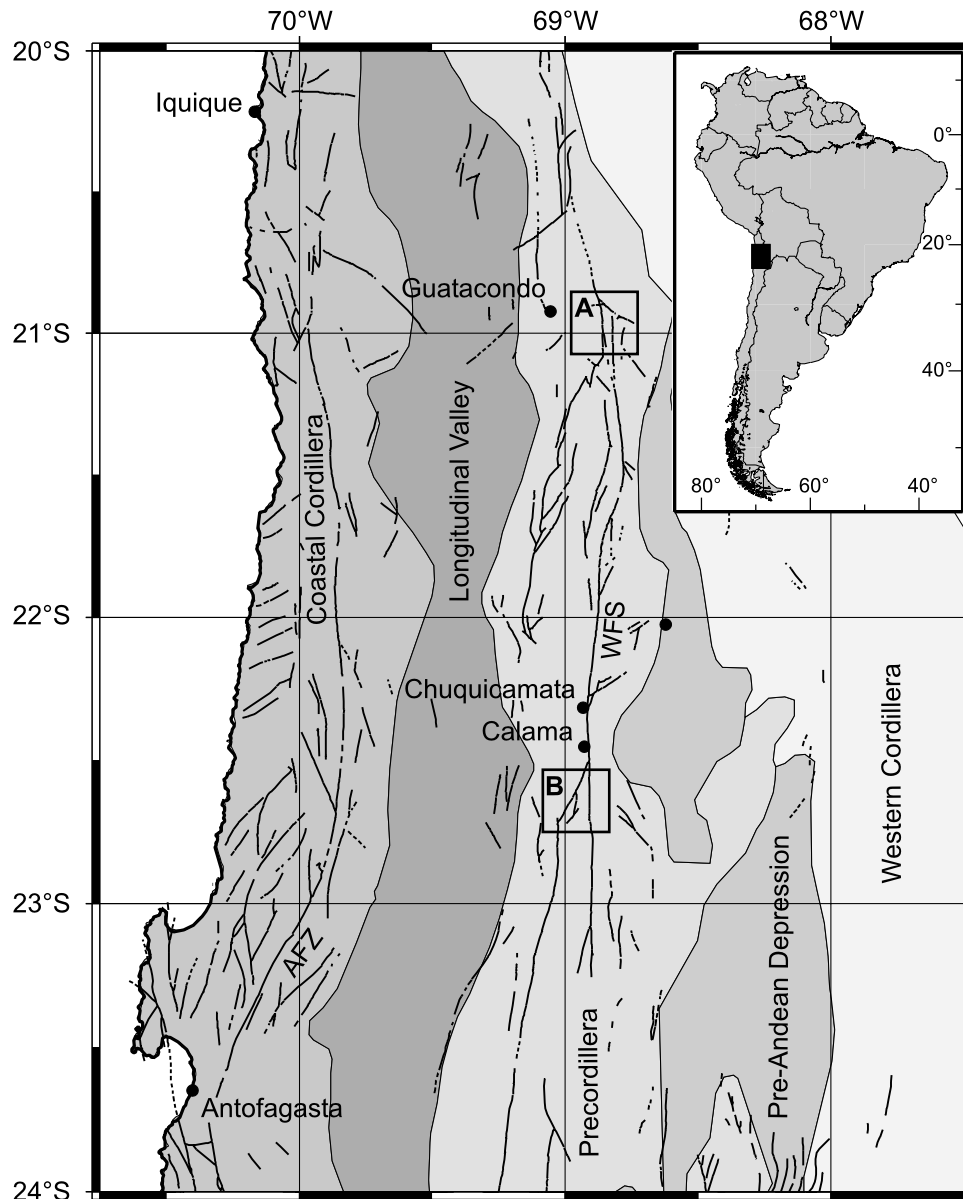 70°W
69°W
68°W
20°S
Iquique
0°
20°
40°
80°
60°
40°
Guatacondo
A
21°S
Coastal Cordillera
Longitudinal Valley
22°S
WFS
Chuquicamata
Calama
B
Western Cordillera
23°S
AFZ
Pre-Andean Depression
Precordillera
Antofagasta
24°S